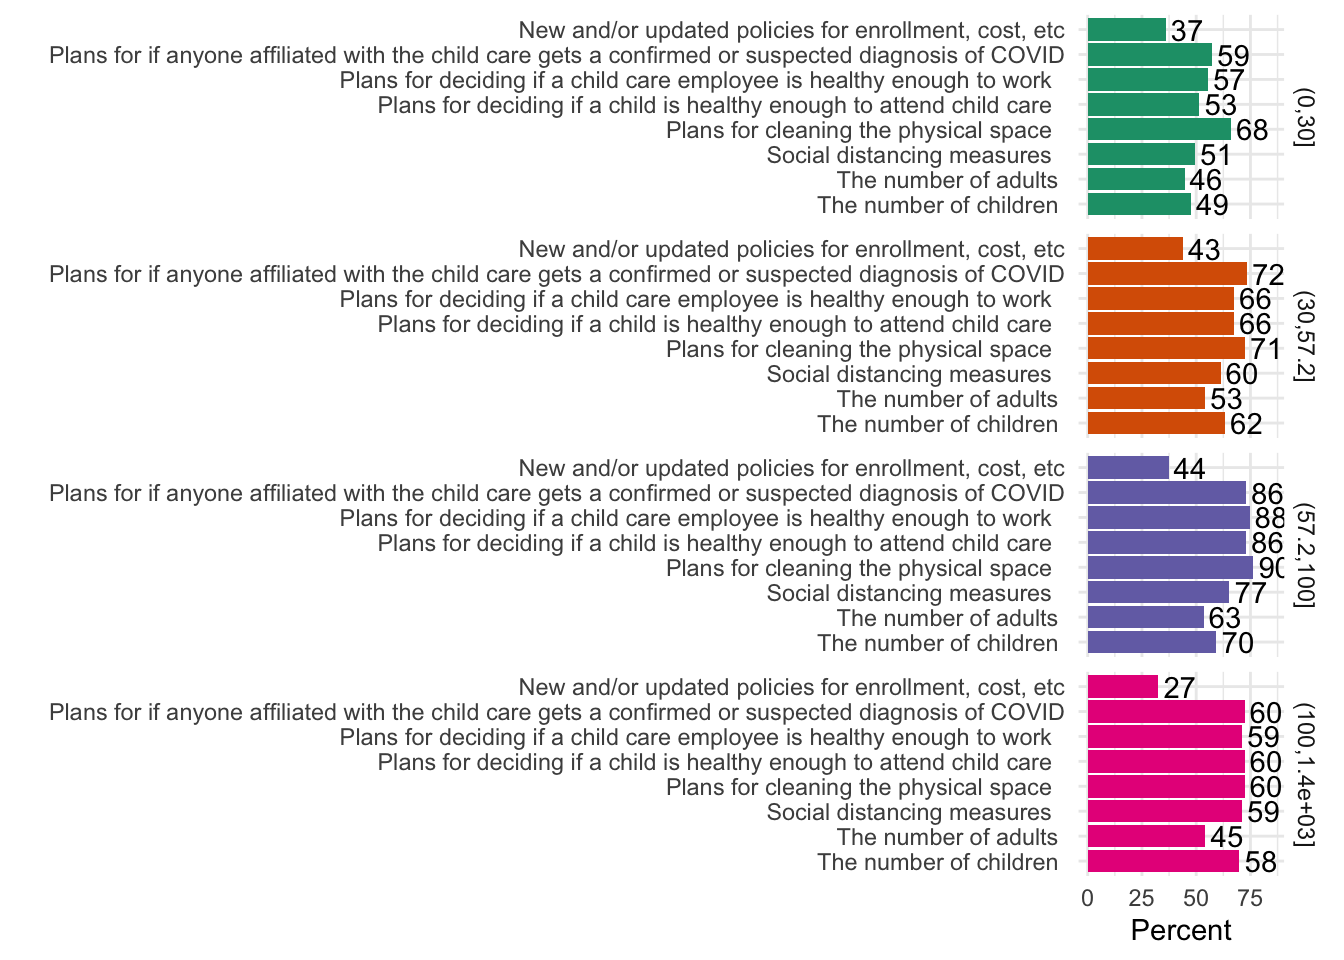 New and/or updated policies for enrollment, cost, etc 37
Plans for if anyone affiliated with the child care gets a confirmed or suspected diagnosis of COVID 59
Plans for deciding if a child care employee is healthy enough to work 57
Plans for deciding if a child is healthy enough to attend child care 53
Plans for cleaning the physical space 68
Social distancing measures 51
The number of adults 46
The number of children 49
(0,30]
New and/or updated policies for enrollment, cost, etc 43
Plans for if anyone affiliated with the child care gets a confirmed or suspected diagnosis of COVID 72
Plans for deciding if a child care employee is healthy enough to work 66
Plans for deciding if a child is healthy enough to attend child care 66
Plans for cleaning the physical space 71
Social distancing measures 60
The number of adults 53
The number of children 62
(30,57.2]
New and/or updated policies for enrollment, cost, etc 44
Plans for if anyone affiliated with the child care gets a confirmed or suspected diagnosis of COVID 86
Plans for deciding if a child care employee is healthy enough to work 88
Plans for deciding if a child is healthy enough to attend child care 86
Plans for cleaning the physical space 90
Social distancing measures 77
The number of adults 63
The number of children 70
(57.2,100]
New and/or updated policies for enrollment, cost, etc 27
Plans for if anyone affiliated with the child care gets a confirmed or suspected diagnosis of COVID 60
Plans for deciding if a child care employee is healthy enough to work 59
Plans for deciding if a child is healthy enough to attend child care 60
Plans for cleaning the physical space 60
Social distancing measures 59
The number of adults 45
The number of children 58
(100,1.4e+03]
0 25 50 75
Percent